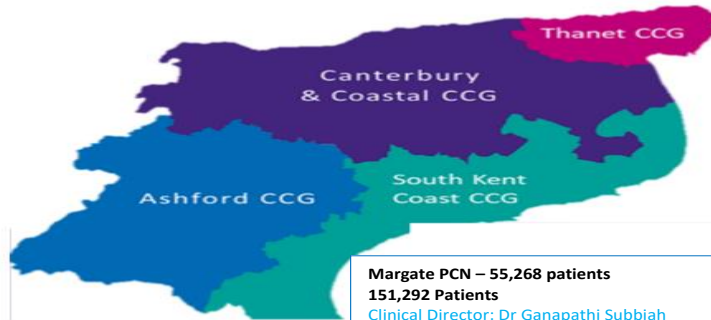 Thanet CCG
Canterbury
& Coastal CCG
Ashford CCG
South Kent
Coast CCG
Margate PCN – 55,268 patients
151,292 Patients
Clinical Director: Dr Ganapathi Subbiah